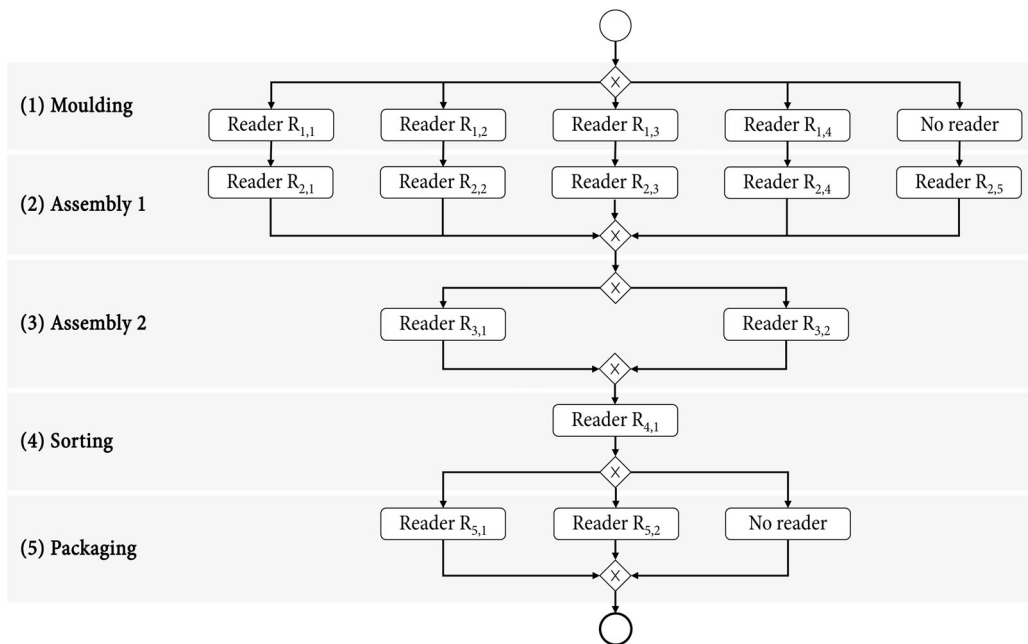 X
(1) Moulding
Reader R1,1 Reader R1,2 Reader R1,3 Reader R1,4 No reader
(2) Assembly 1
Reader R2,1 Reader R2,2 Reader R2,3 Reader R2,4 Reader R2,5
X
X
(3) Assembly 2
Reader R3,1 Reader R3,2
X
(4) Sorting
Reader R4,1
X
(5) Packaging
Reader R5,1 Reader R5,2 No reader
X